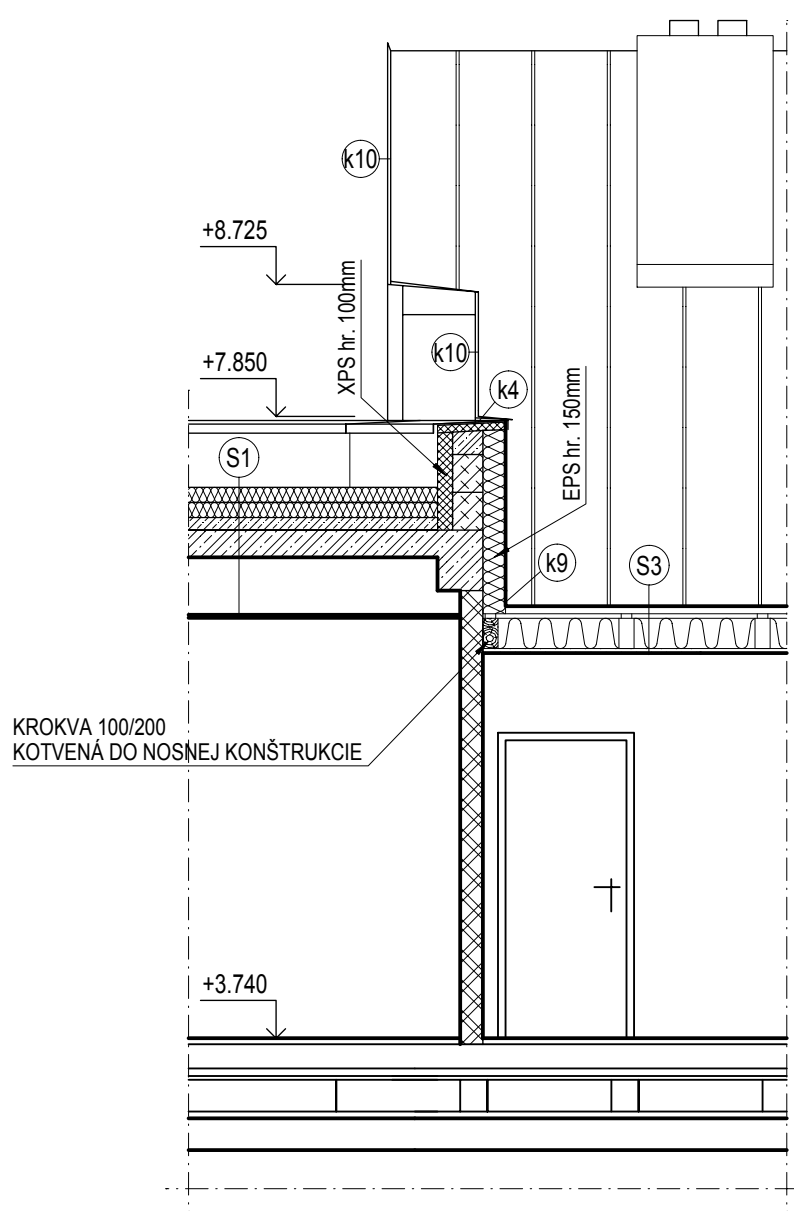 k10
+8.725
XPS hr. 100mm
k10
+7.850
k4
EPS hr. 150mm
S1
k9
S3
KROKVA 100/200
KOTVENÁ DO NOSNEJ KONŠTRUKCIE
+3.740